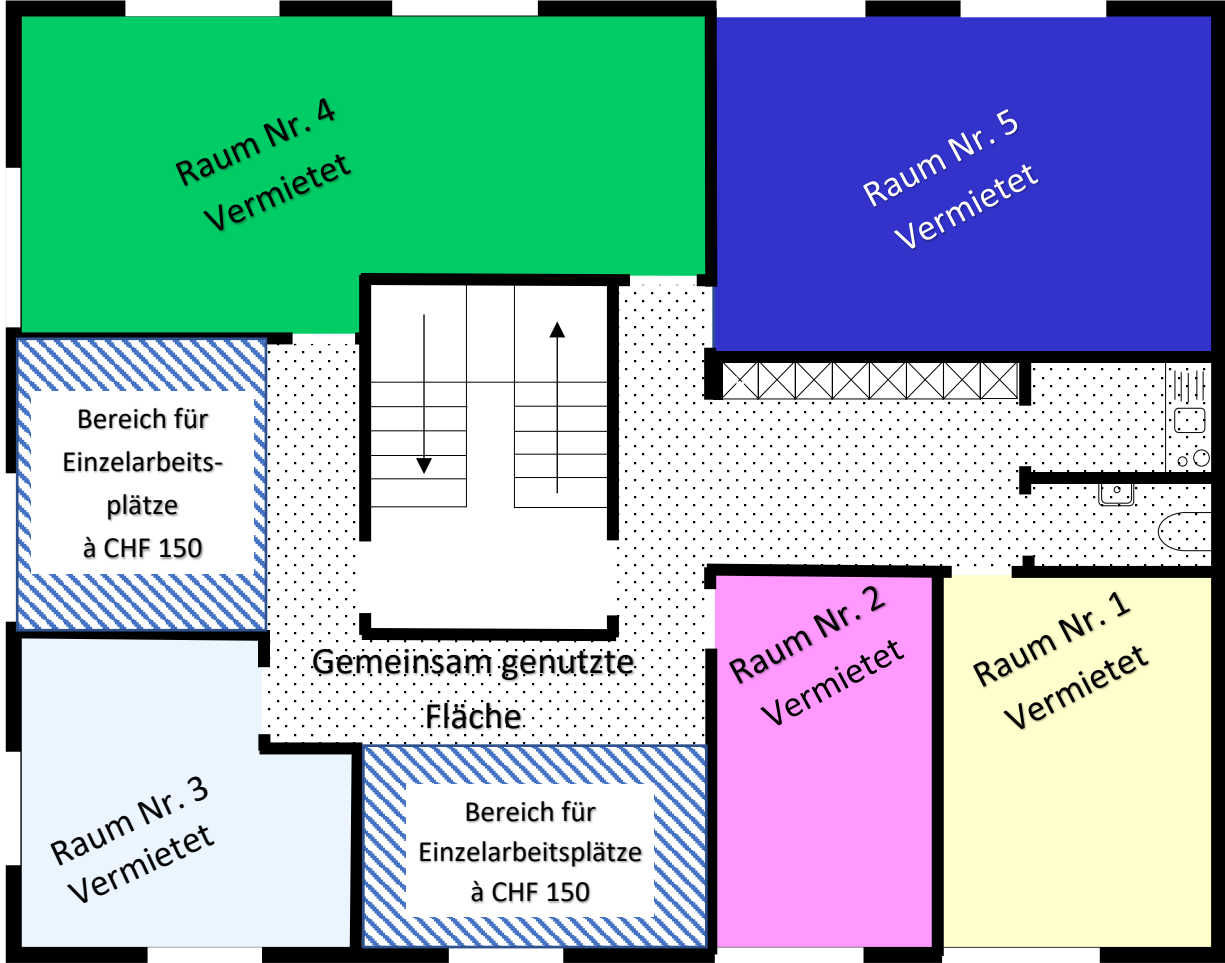 Raum Nr. 4
Vermietet
Raum Nr. 5
Vermietet
Bereich für
Einzelarbeits-
plätze
à CHF 150
Gemeinsam genutzte
Fläche
Raum Nr. 2
Vermietet
Raum Nr. 1
Vermietet
Raum Nr. 3
Vermietet
Bereich für
Einzelarbeitsplätze
à CHF 150